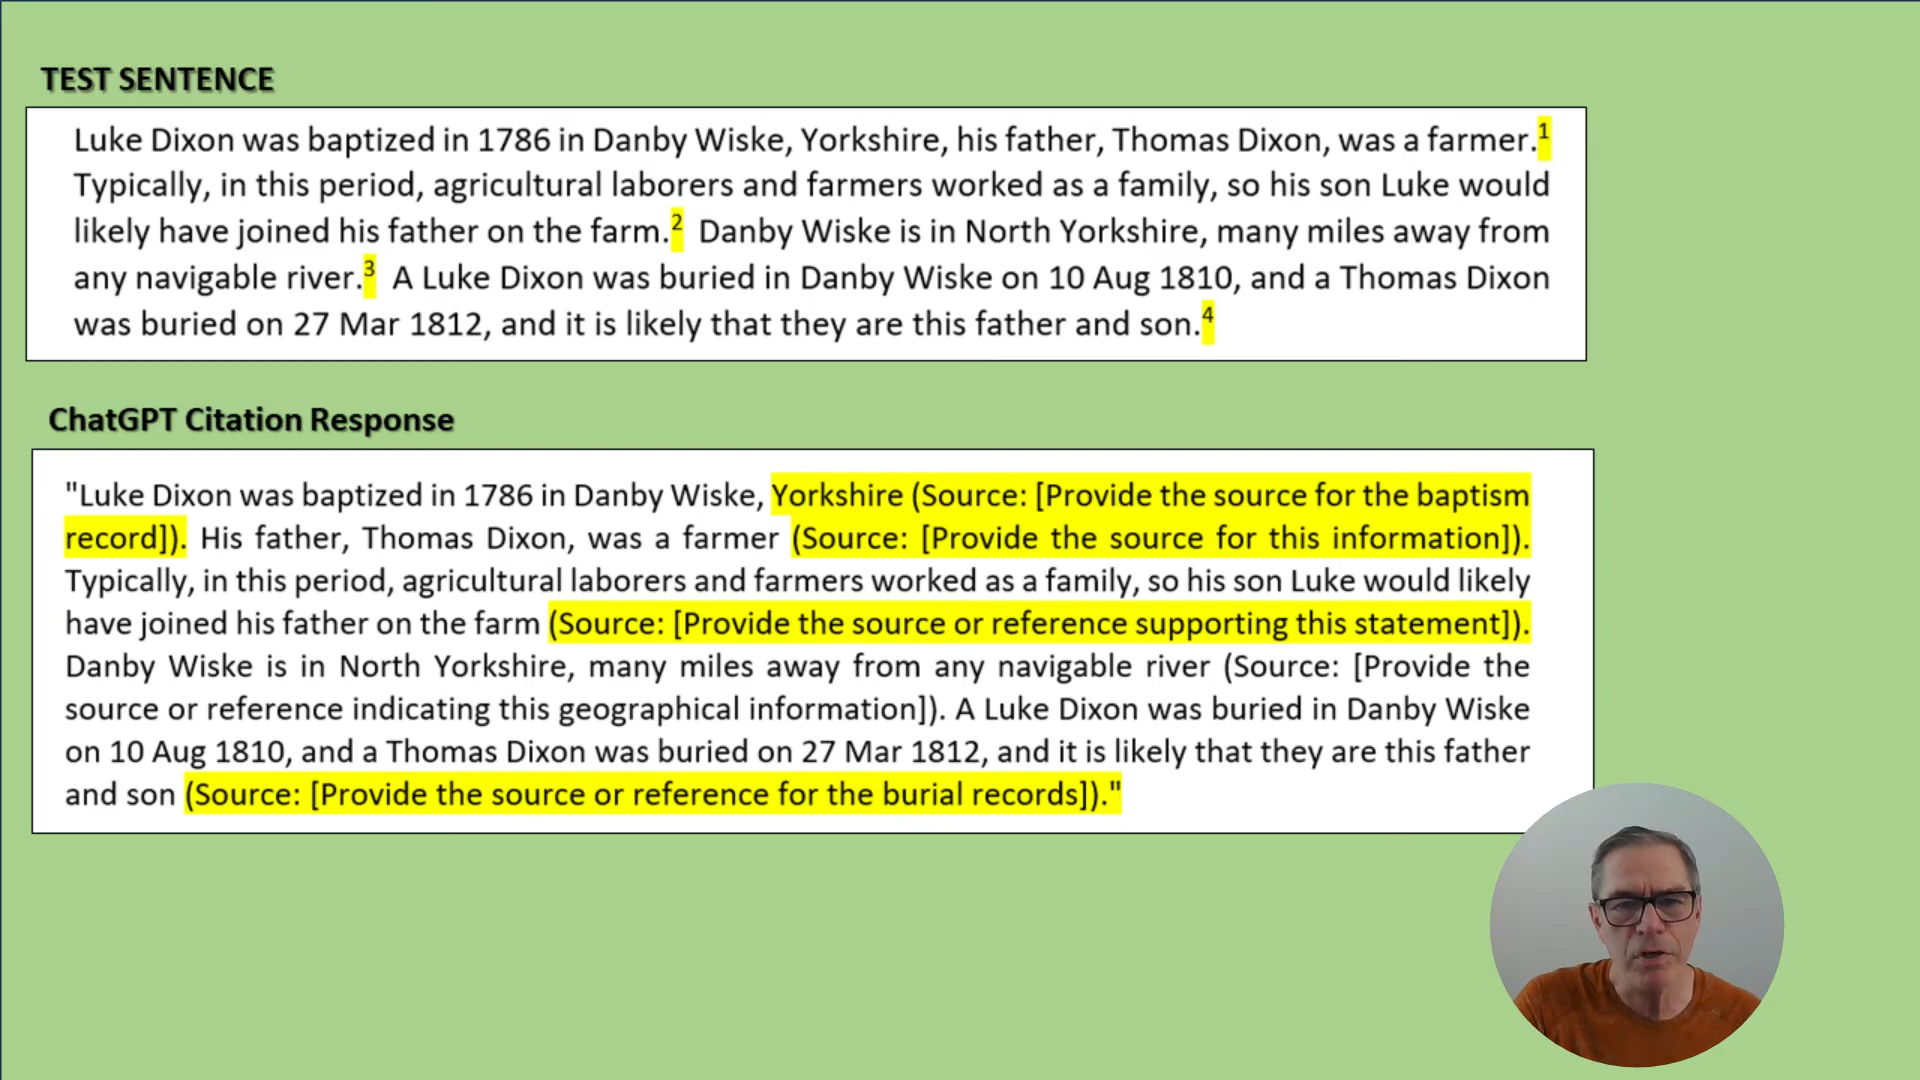 TEST SENTENCE
Luke Dixon was baptized in 1786 in Danby Wiske, Yorkshire, his father, Thomas Dixon, was a farmer.1
Typically, in this period, agricultural laborers and farmers worked as a family, so his son Luke would
likely have joined his father on the farm.2 Danby Wiske is in North Yorkshire, many miles away from
any navigable river.3 A Luke Dixon was buried in Danby Wiske on 10 Aug 1810, and a Thomas Dixon
was buried on 27 Mar 1812, and it is likely that they are this father and son.4
ChatGPT Citation Response
"Luke Dixon was baptized in 1786 in Danby Wiske, Yorkshire (Source: [Provide the source for the baptism
record]). His father, Thomas Dixon, was a farmer (Source: [Provide the source for this information]).
Typically, in this period, agricultural laborers and farmers worked as a family, so his son Luke would likely
have joined his father on the farm (Source: [Provide the source or reference supporting this statement]).
Danby Wiske is in North Yorkshire, many miles away from any navigable river (Source: [Provide the
source or reference indicating this geographical information]). A Luke Dixon was buried in Danby Wiske
on 10 Aug 1810, and a Thomas Dixon was buried on 27 Mar 1812, and it is likely that they are this father
and son (Source: [Provide the source or reference for the burial records])."